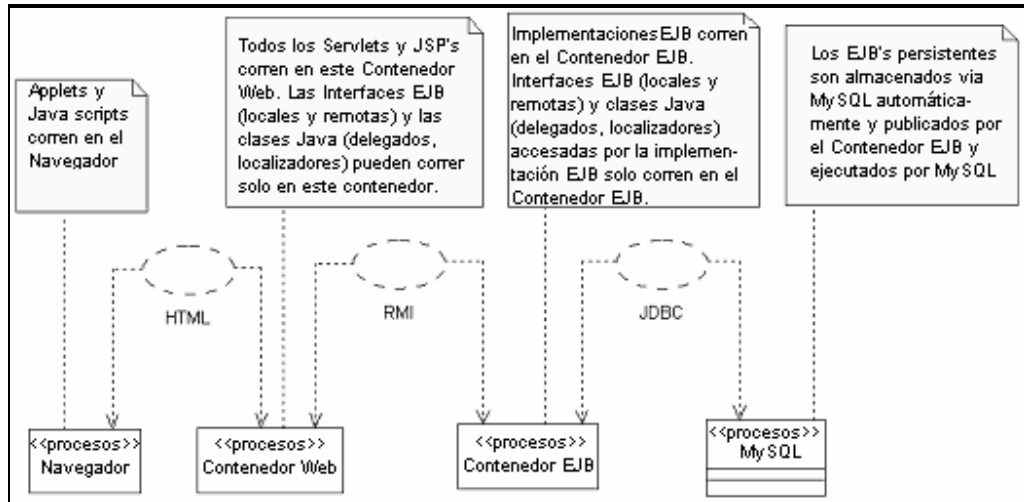 Applets y
Java scripts
corren en el
Navegador
Todos los Servlets y JSP's
corren en este Contenedor
Web. Las Interfaces EJB
(locales y remotas) y las
clases Java (delegados,
localizadores) pueden correr
solo en este contenedor.
Implementaciones EJB corren
en el Contenedor EJB.
Interfaces EJB (locales y
remotas) y clases Java
(delegados, localizadores)
accesadas por la implemen-
tación EJB solo corren en el
Contenedor EJB.
Los EJB's persistentes
son almacenados via
MySQL automática-
mente y publicados por
el Contenedor EJB y
ejecutados por MySQL
HTML
RMI
JDBC
<<procesos>>
Navegador
<<procesos>>
Contenedor Web
<<procesos>>
Contenedor EJB
<<procesos>>
MySQL